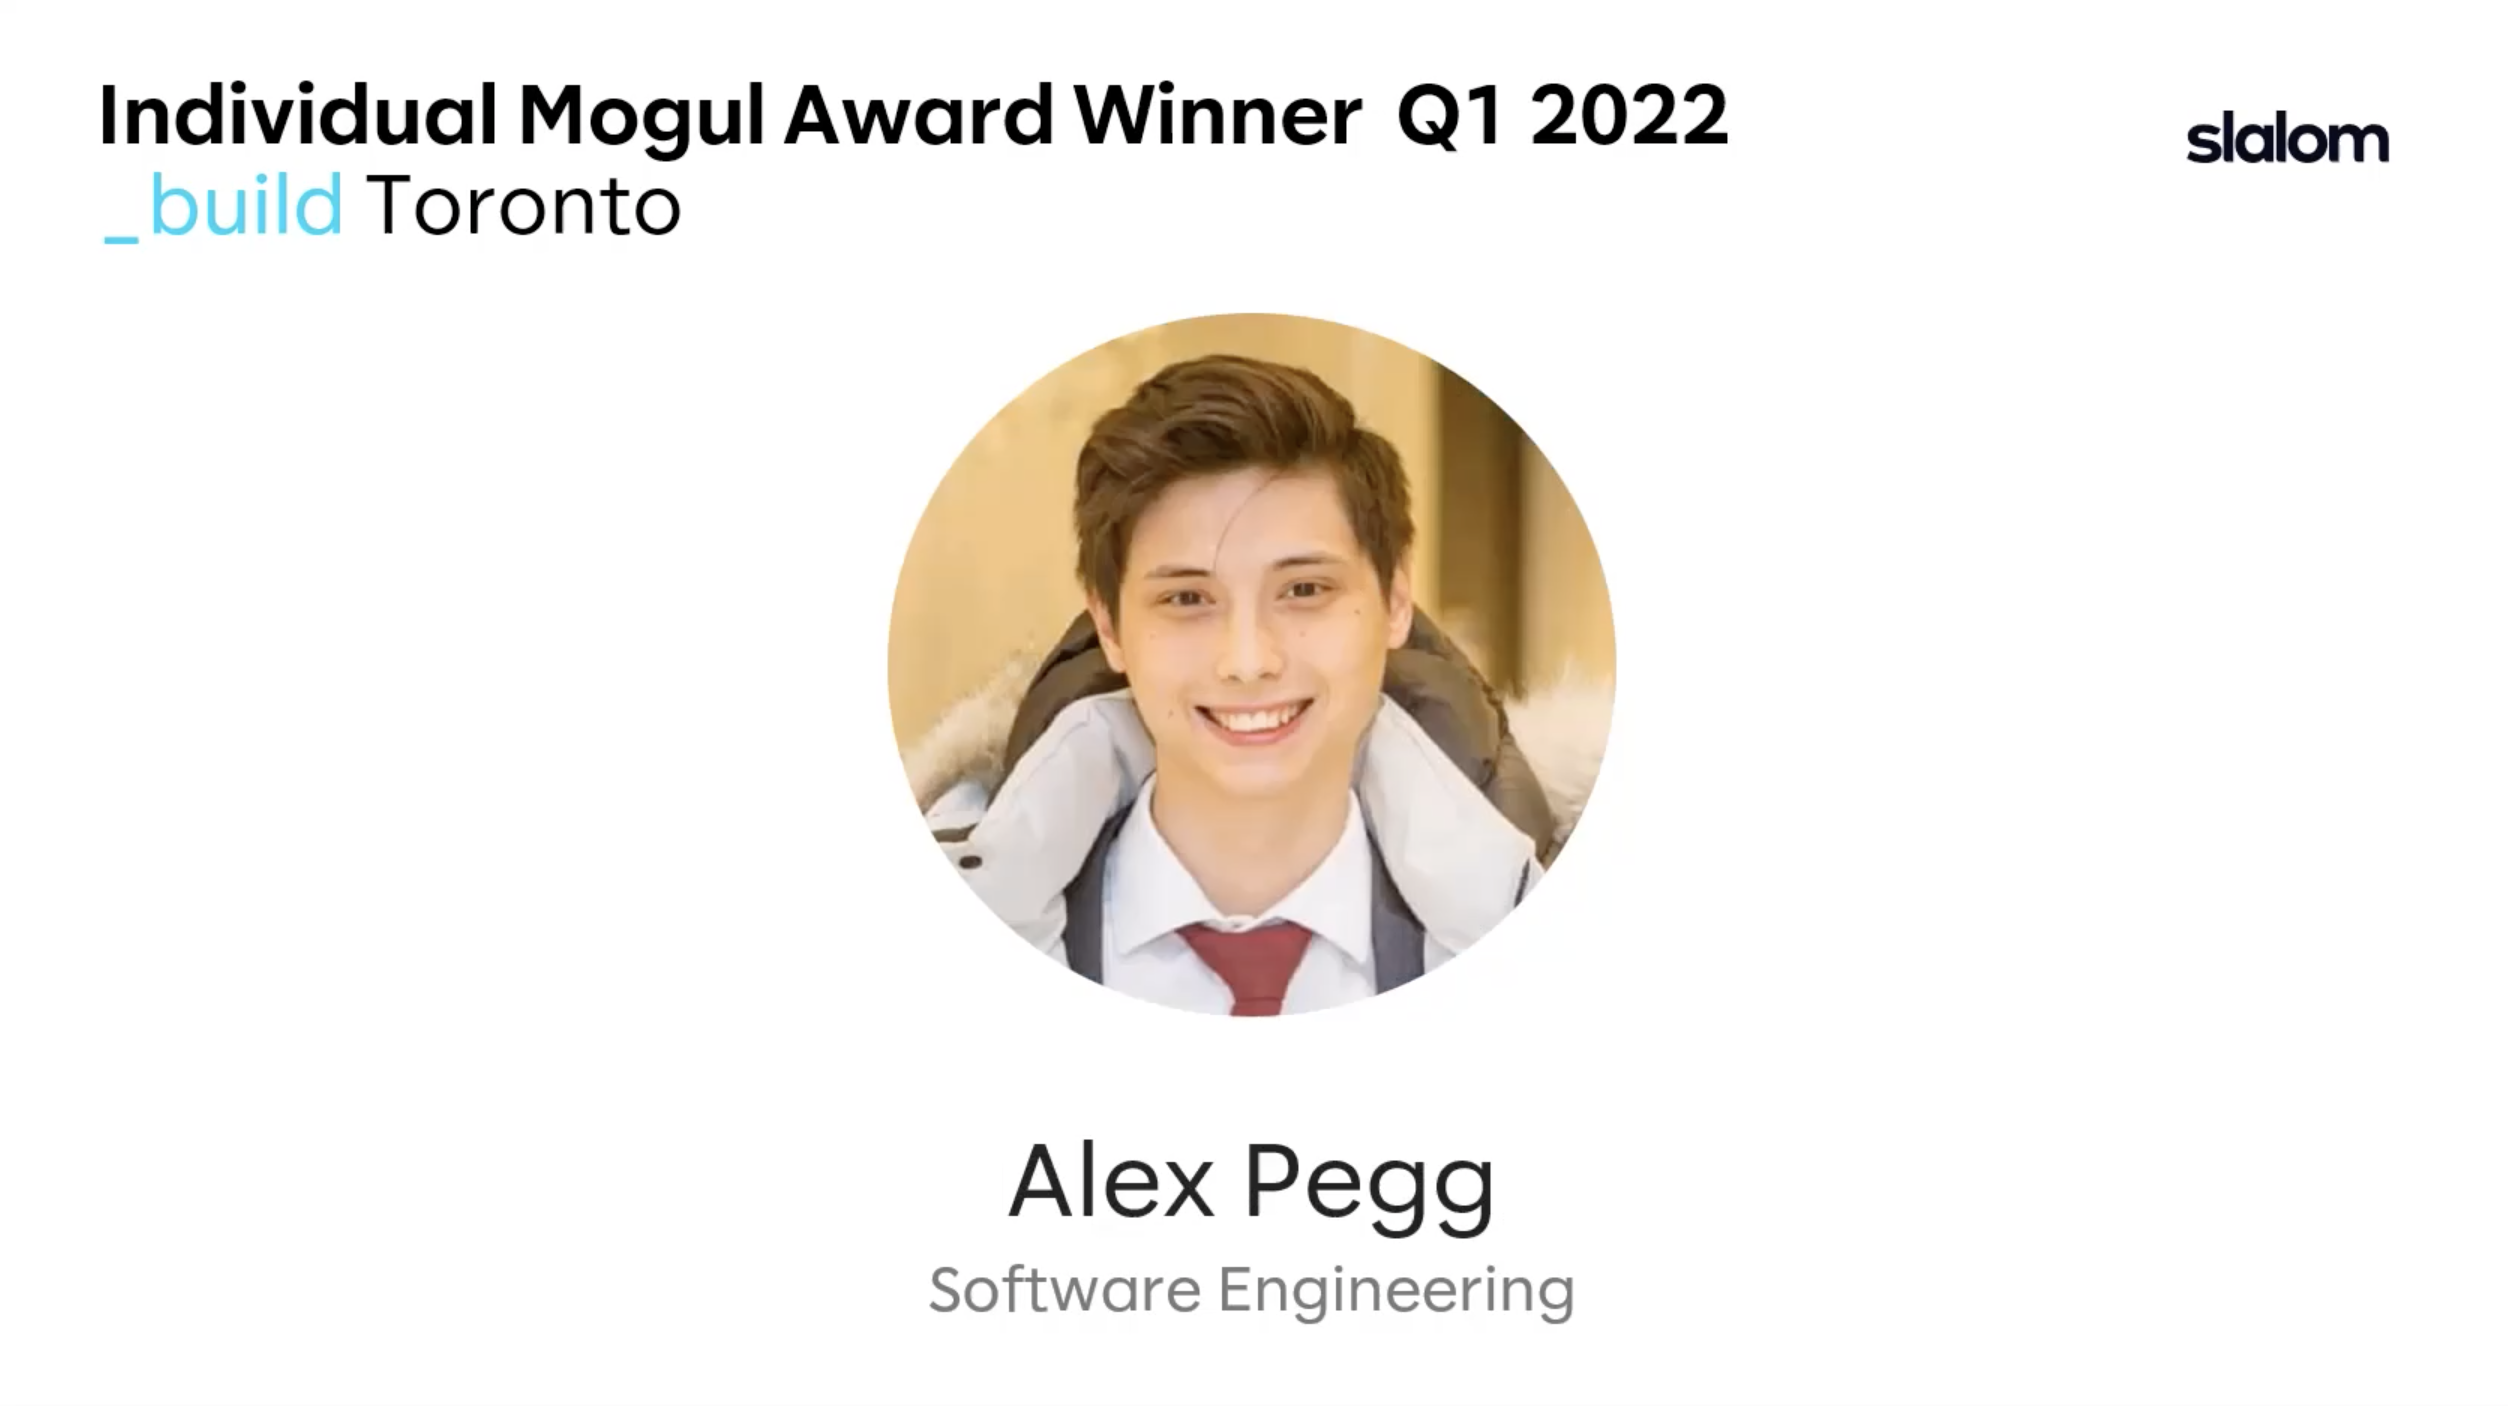 Individual Mogul Award Winner Q1 2022
slalom
_build Toronto
Alex Pegg
Software Engineering